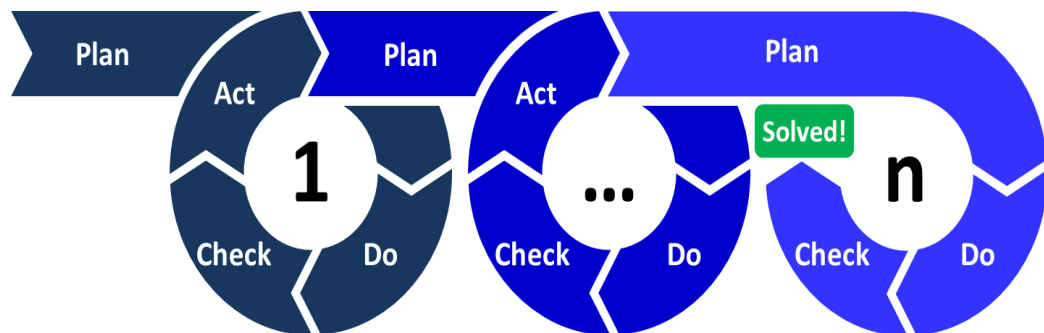 Plan
Act
1
Check
Do
Plan
Act
...
Check
Do
Plan
Solved!
n
Check
Do